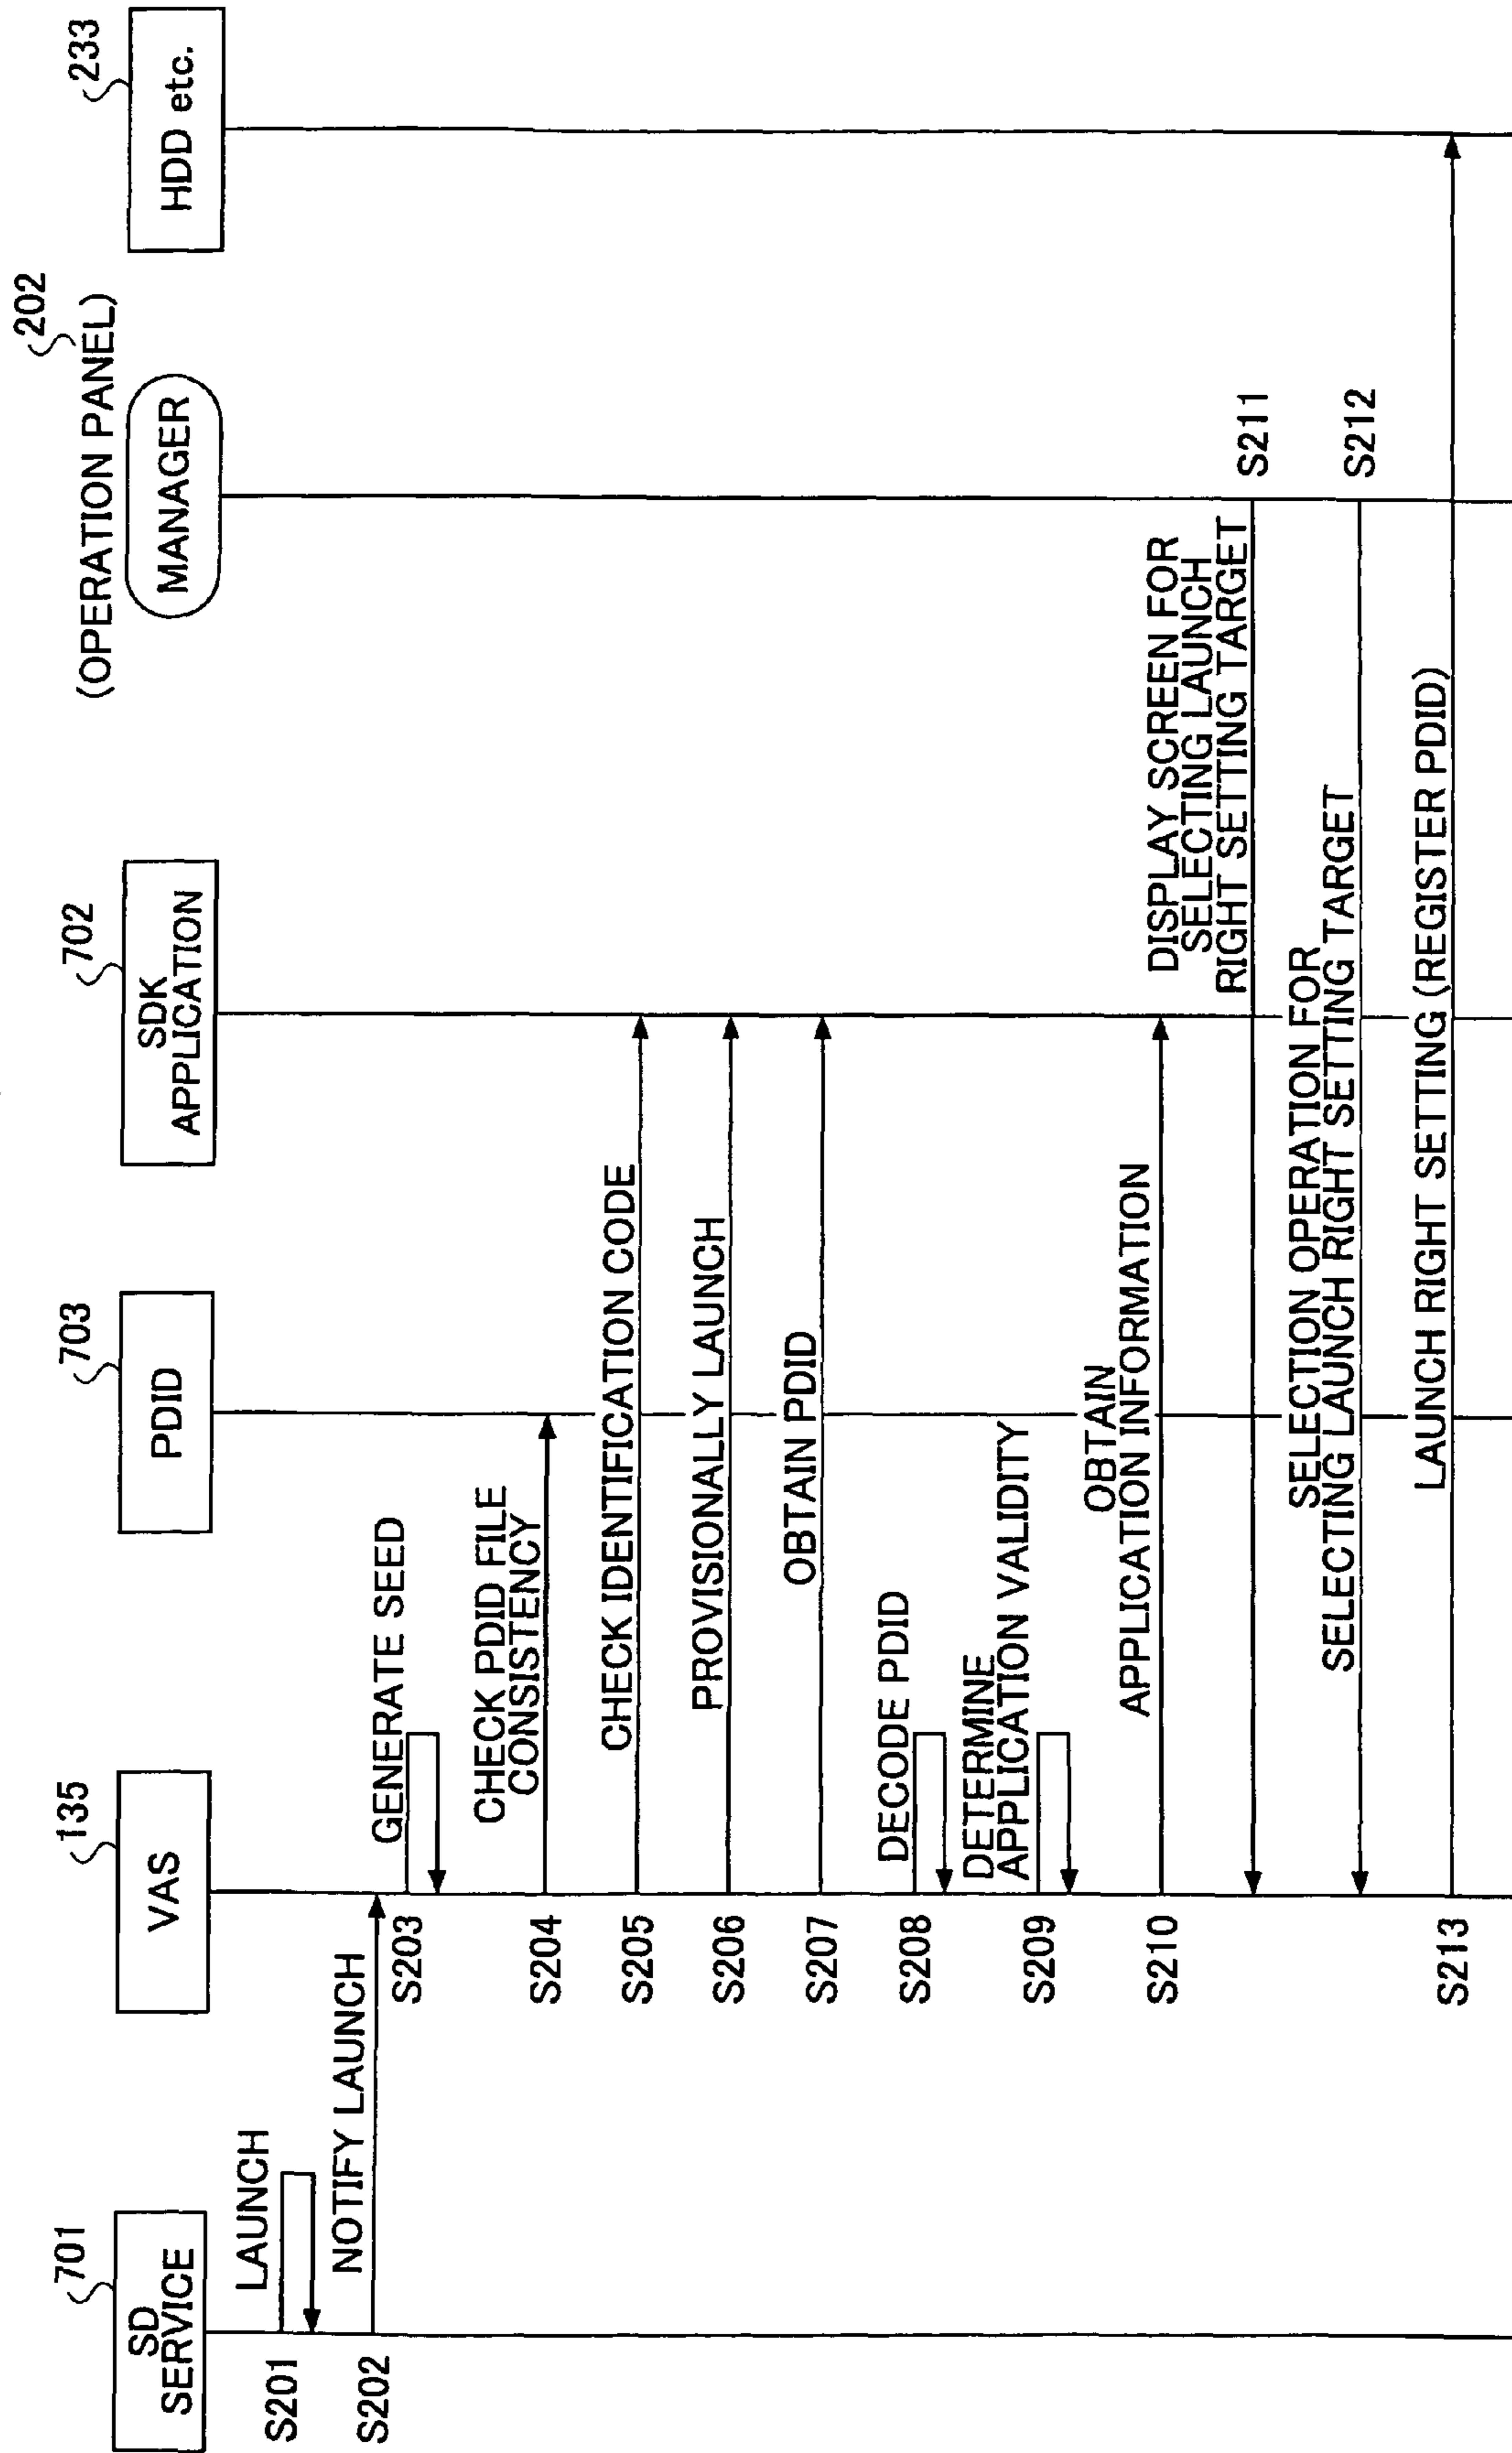 701
SD
SERVICE
135
VAS
703
PDID
702
SDK
APPLICATION
202
(OPERATION PANEL)
MANAGER
233
HDD etc.
S201
LAUNCH
S202
NOTIFY LAUNCH
S203
GENERATE SEED
S204
CHECK PDID FILE
CONSISTENCY
S205
CHECK IDENTIFICATION CODE
S206
PROVISIONALLY LAUNCH
S207
OBTAIN PDID
S208
DECODE PDID
S209
DETERMINE
APPLICATION VALIDITY
S210
OBTAIN
APPLICATION INFORMATION
DISPLAY SCREEN FOR
SELECTING LAUNCH
RIGHT SETTING TARGET
S211
SELECTION OPERATION FOR
SELECTING LAUNCH RIGHT SETTING TARGET
S212
S213
LAUNCH RIGHT SETTING (REGISTER PDID)